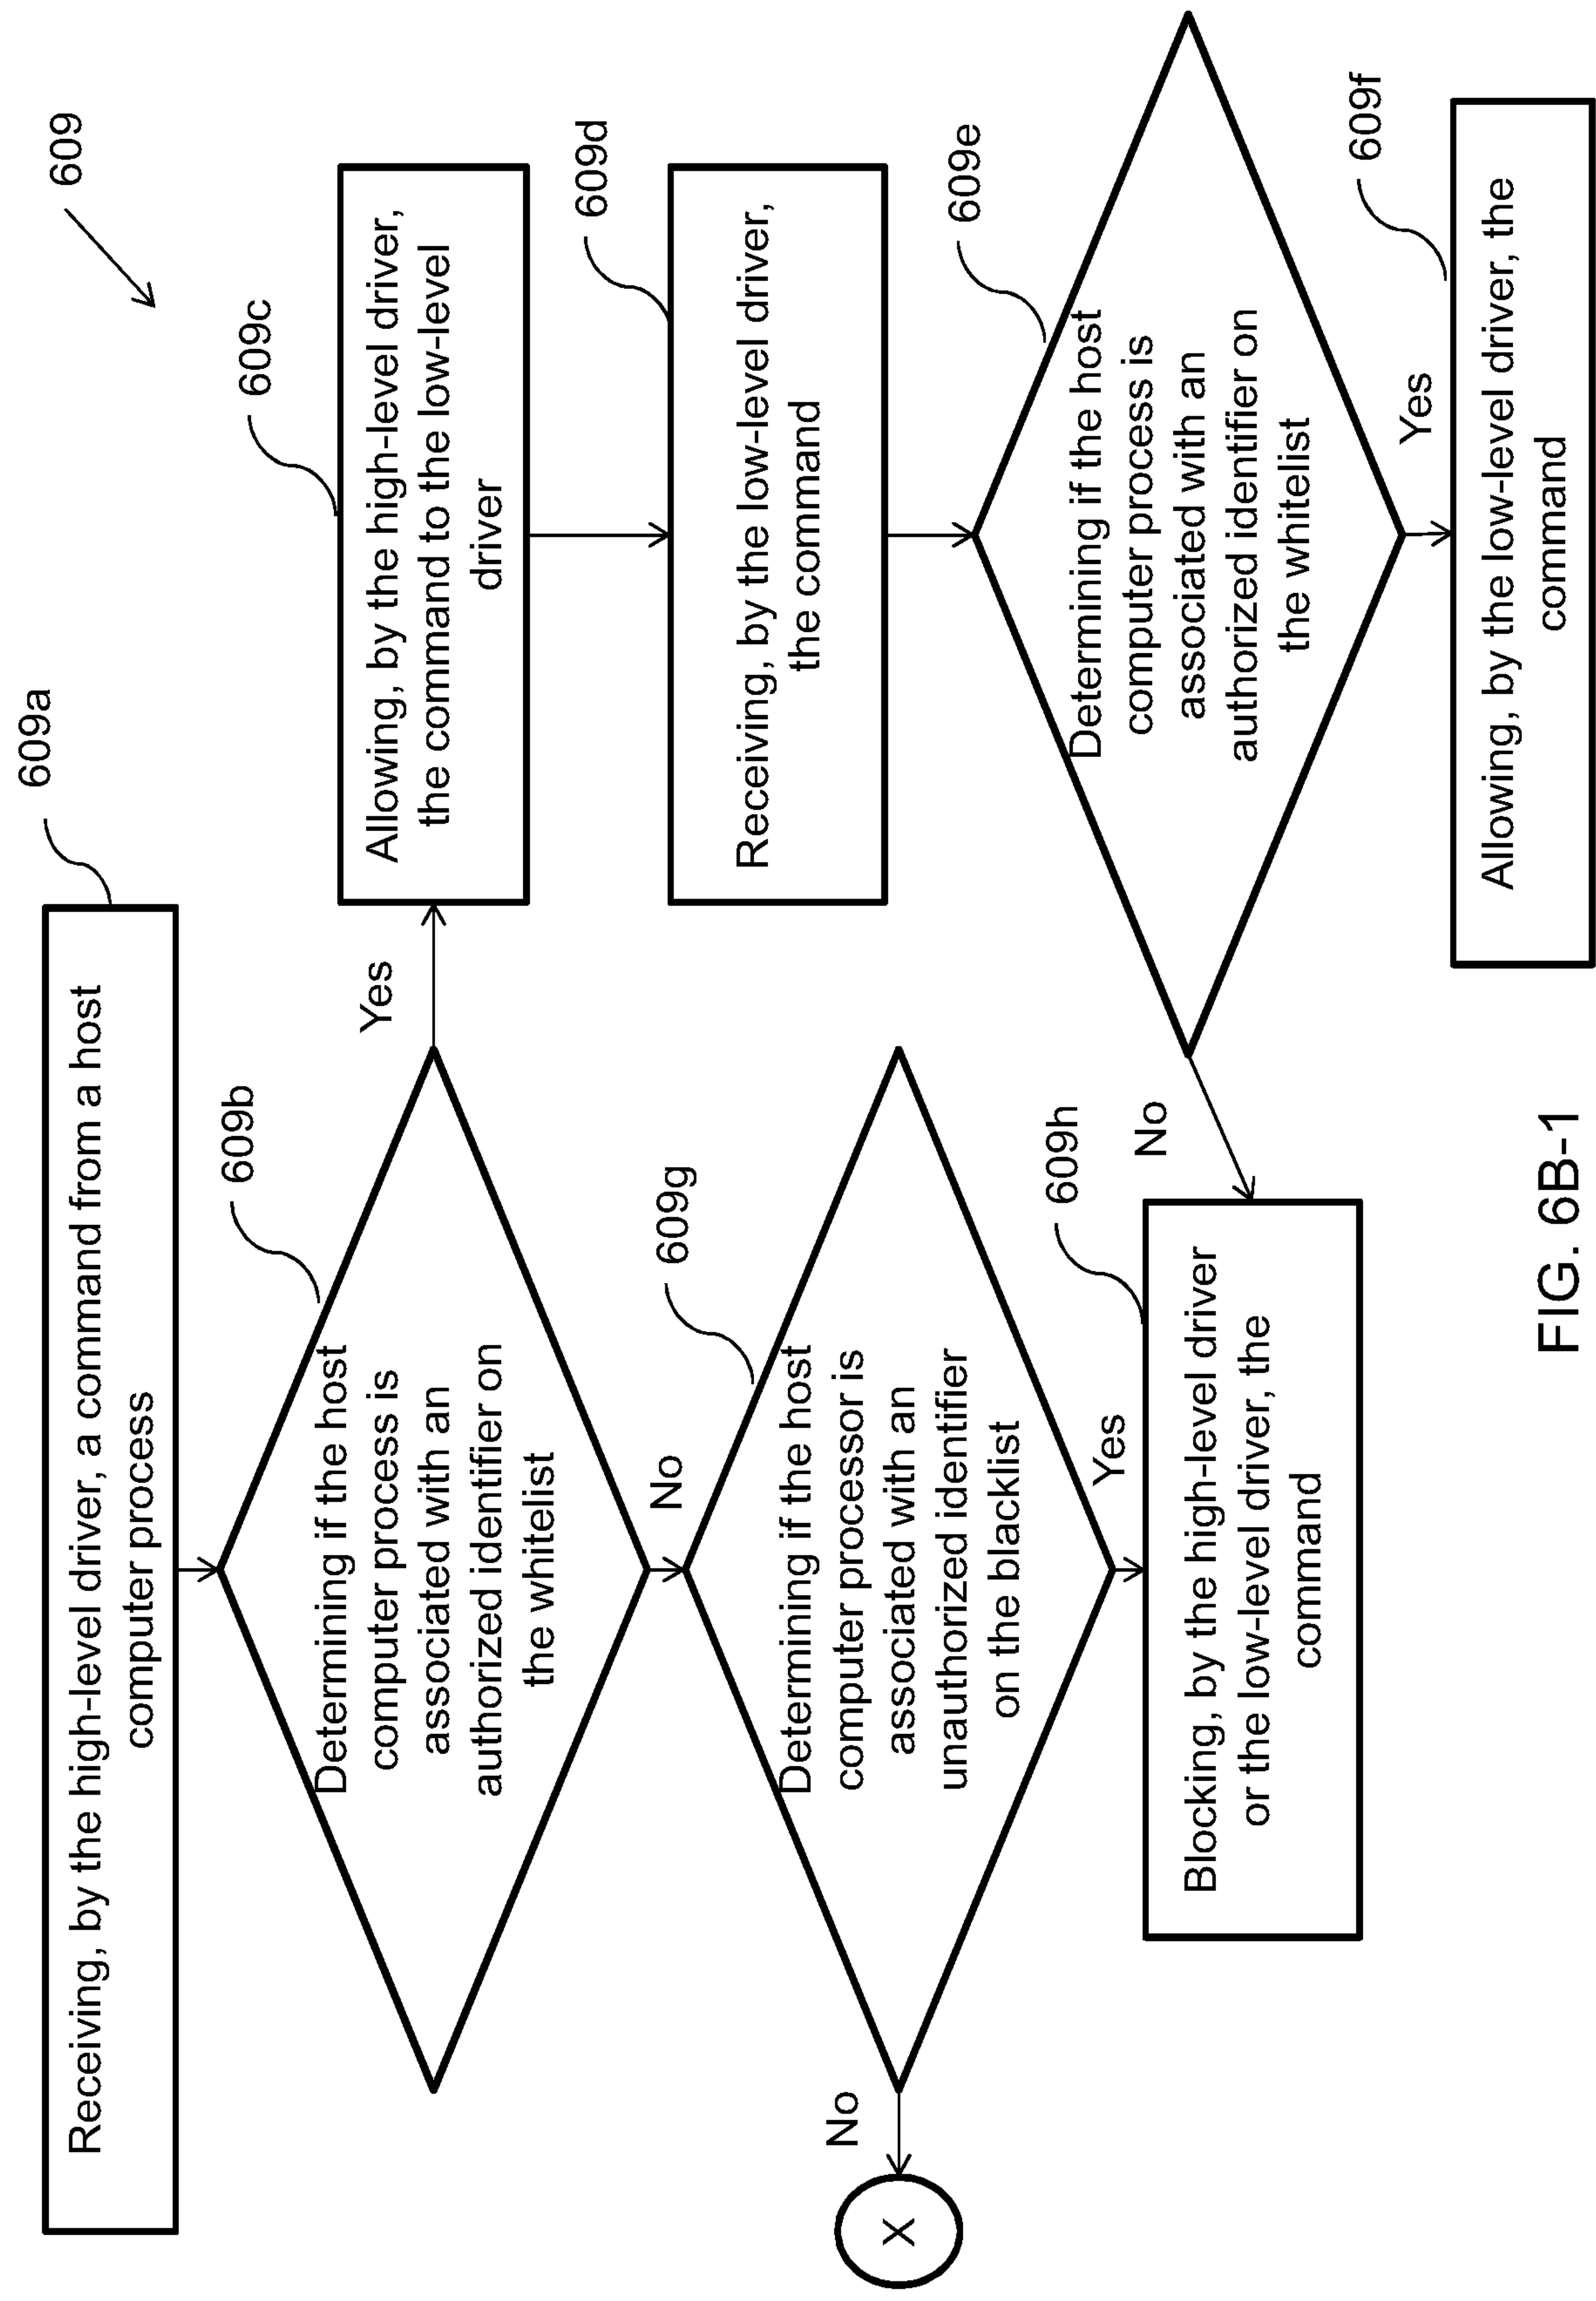 609
609a
Receiving, by the high-level driver, a command from a host
computer process
609b
Determining if the host
computer process is
associated with an
authorized identifier on
the whitelist
Yes
609c
Allowing, by the high-level driver,
the command to the low-level
driver
609d
Receiving, by the low-level driver,
the command
609e
Determining if the host
computer process is
associated with an
authorized identifier on
the whitelist
Yes
609f
Allowing, by the low-level driver, the
command
No
No
609g
Determining if the host
computer processor is
associated with an
unauthorized identifier
on the blacklist
No
X
Yes
609h
Blocking, by the high-level driver
or the low-level driver, the
command
FIG. 6B-1